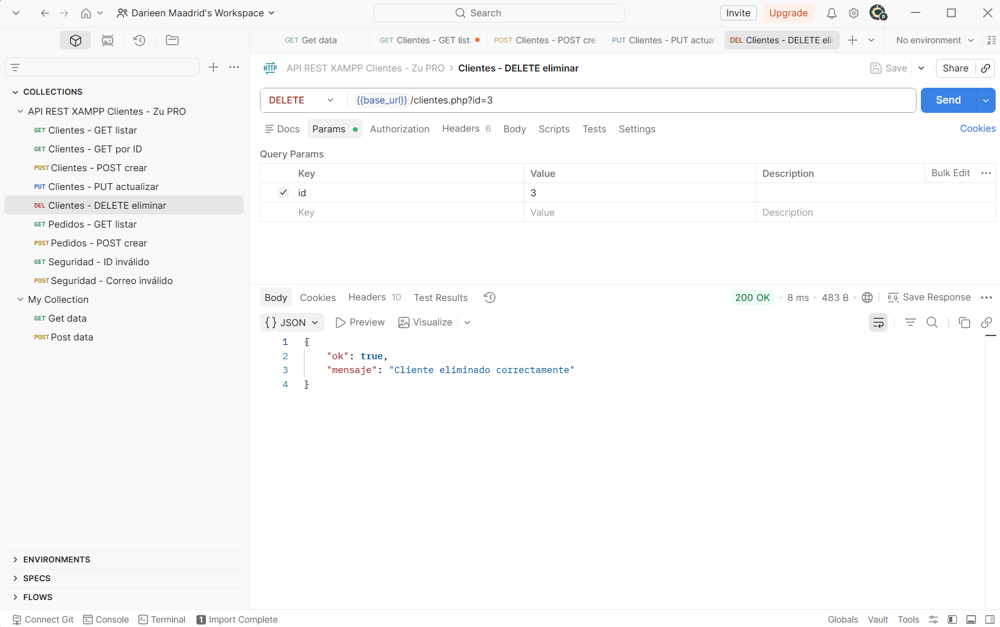 Darieen Maadrid's Workspace
Search
Invite
Upgrade
GET Get data
GET Clientes - GET list.
POST Clientes - POST cre
PUT Clientes - PUT actual
DEL Clientes - DELETE eli
No environment
HTTP API REST XAMPP Clientes - Zu PRO > Clientes - DELETE eliminar
Save
Share
COLLECTIONS
API REST XAMPP Clientes - Zu PRO
GET Clientes - GET listar
GET Clientes - GET por ID
POST Clientes - POST crear
PUT Clientes - PUT actualizar
DEL Clientes - DELETE eliminar
GET Pedidos - GET listar
POST Pedidos - POST crear
GET Seguridad - ID inválido
POST Seguridad - Correo inválido
My Collection
GET Get data
POST Post data
ENVIRONMENTS
SPECS
FLOWS
DELETE
{{base_url}} /clientes.php?id=3
Send
Docs Params Authorization Headers 6 Body Scripts Tests Settings
Cookies
Query Params
Key Value Description Bulk Edit
id 3
Key Value Description
Body Cookies Headers 10 Test Results
200 OK • 8 ms • 483 B
e.g. Save Response
{} JSON Preview Visualize
1 {
2 "ok": true,
3 "mensaje": "Cliente eliminado correctamente"
4 }
Connect Git Console Terminal 1 Import Complete
Globals Vault Tools